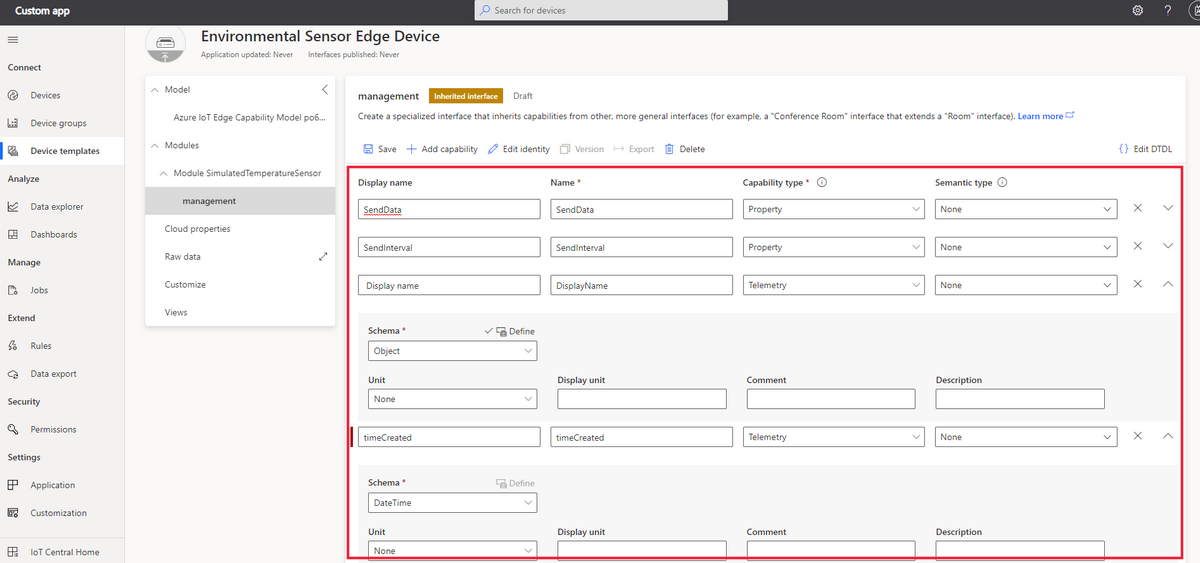 Custom app
Search for devices
?
Connect
Devices
Device groups
Device templates
Analyze
Data explorer
Dashboards
Manage
Jobs
Extend
Rules
Data export
Security
Permissions
Settings
Application
Customization
IoT Central Home
Environmental Sensor Edge Device
Application updated: Never Interfaces published: Never
Model
Azure IoT Edge Capability Model po6...
Modules
Module SimulatedTemperatureSensor
management
Cloud properties
Raw data
Customize
Views
management Inherited interface Draft
Create a specialized interface that inherits capabilities from other, more general interfaces (for example, a "Conference Room" interface that extends a "Room" interface). Learn more
Save Add capability Edit identity Version Export Delete {} Edit DTDL
Display name Name * Capability type * Semantic type
SendData SendData Property None
SendInterval SendInterval Property None
Display name DisplayName Telemetry None
Schema * Define
Object
Unit Display unit Comment Description
None
timeCreated timeCreated Telemetry None
Schema * Define
DateTime
Unit Display unit Comment Description
None